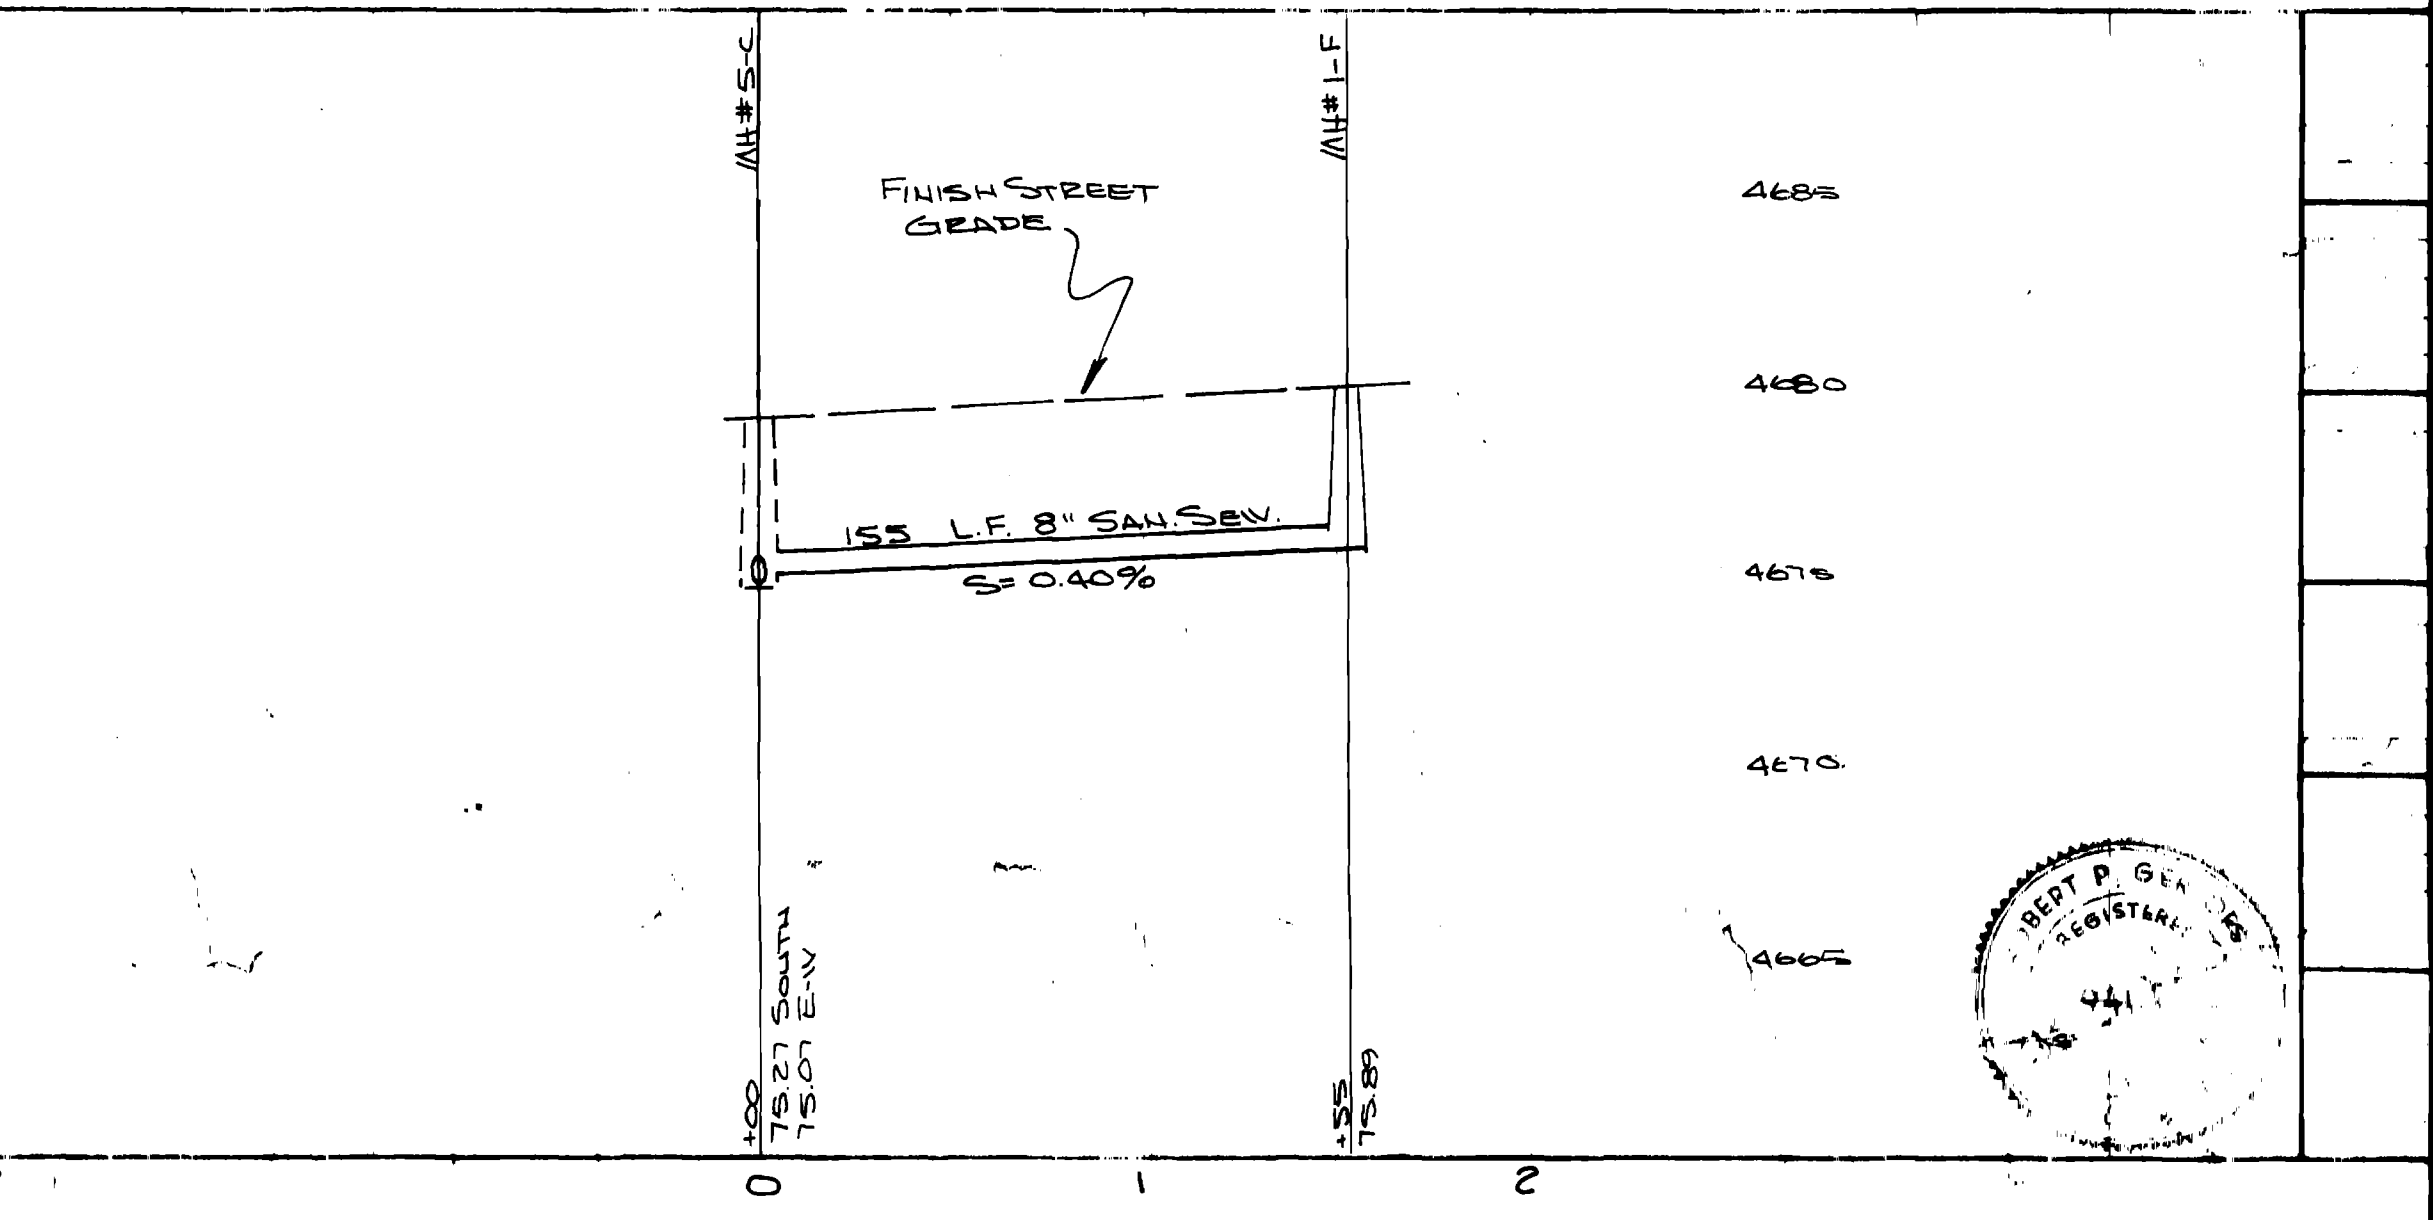 MH#5-C
MH#1-F
FINISH STREET
GRADE
4685
4680
155 L.F. 8" SAN. SEW.
S= 0.40%
4675
4670
4665
+00
75.27 SOUTH
75.07 E-W
+55
75.89
0
1
2
P.